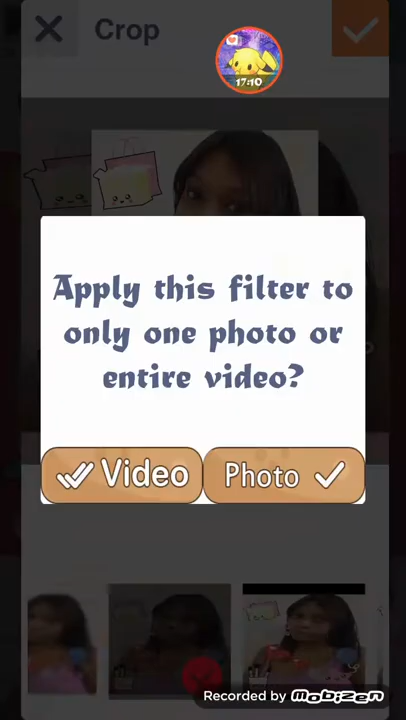 Crop
17:10
Apply this filter to
only one photo or
entire video?
Video
Photo
Recorded by Mobizen